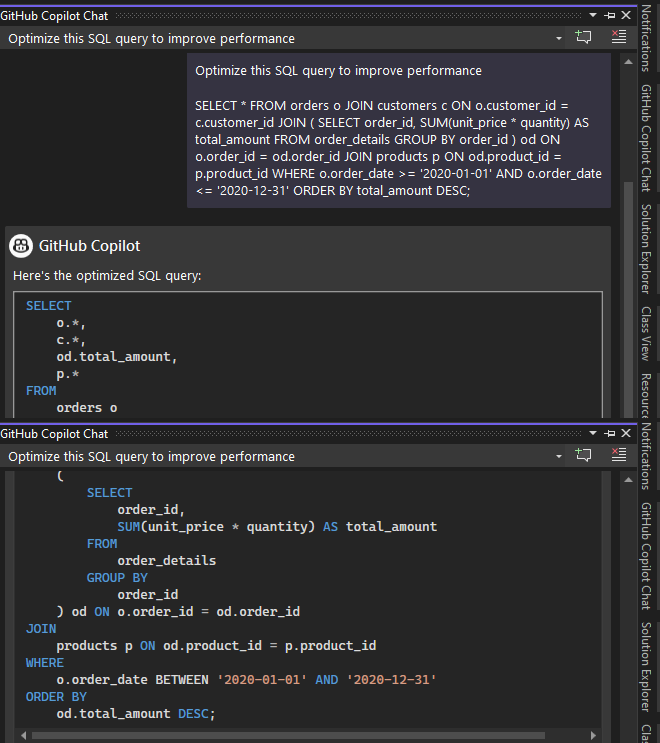 GitHub Copilot Chat
Optimize this SQL query to improve performance
Optimize this SQL query to improve performance
SELECT * FROM orders o JOIN customers c ON o.customer_id =
c.customer_id JOIN ( SELECT order_id, SUM(unit_price * quantity) AS
total_amount FROM order_details GROUP BY order_id ) od ON
o.order_id = od.order_id JOIN products p ON od.product_id =
p.product_id WHERE o.order_date >= '2020-01-01' AND o.order_date
<= '2020-12-31' ORDER BY total_amount DESC;
GitHub Copilot
Here's the optimized SQL query:
SELECT
o.*,
c.*,
od.total_amount,
p.*
FROM
orders o
Notifications
GitHub Copilot Chat
Solution Explorer
Class View
Resourc
GitHub Copilot Chat
Optimize this SQL query to improve performance
(
SELECT
order_id,
SUM(unit_price * quantity) AS total_amount
FROM
order_details
GROUP BY
order_id
) od ON o.order_id = od.order_id
JOIN
products p ON od.product_id = p.product_id
WHERE
o.order_date BETWEEN '2020-01-01' AND '2020-12-31'
ORDER BY
od.total_amount DESC;
Notifications
GitHub Copilot Chat
Solution Explorer
Clas